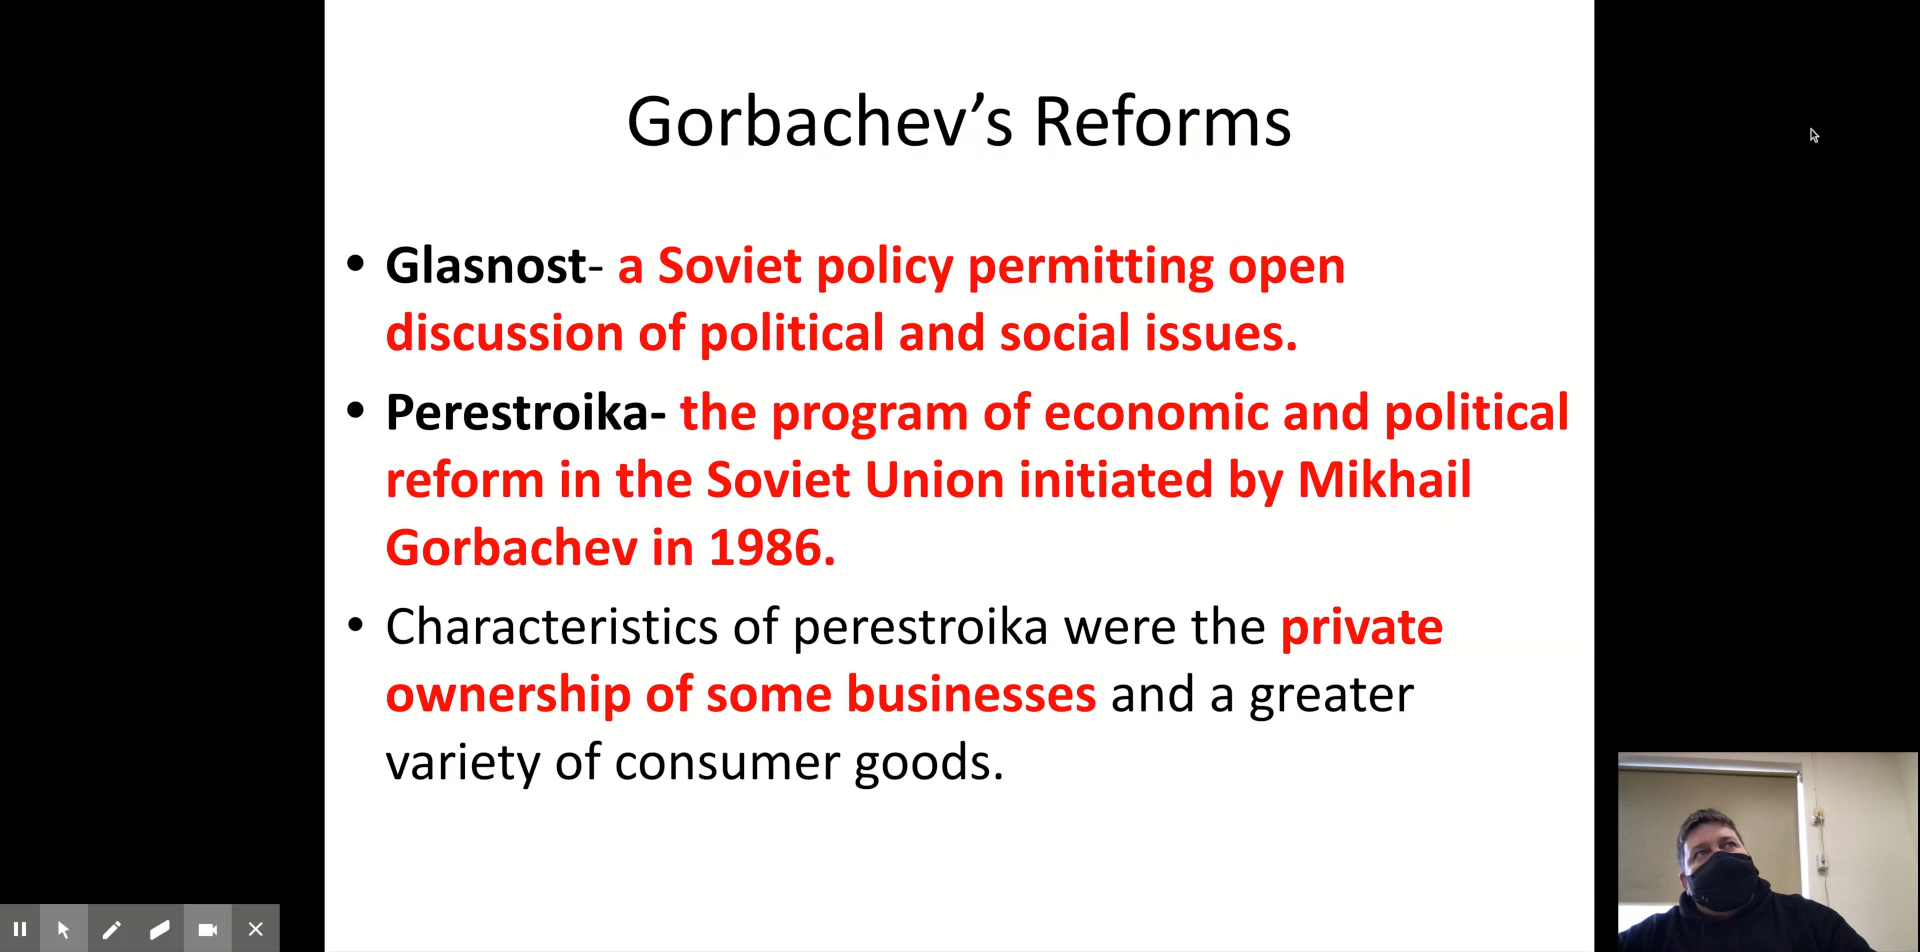 Gorbachev’s Reforms
• Glasnost- a Soviet policy permitting open
discussion of political and social issues.
• Perestroika- the program of economic and political
reform in the Soviet Union initiated by Mikhail
Gorbachev in 1986.
• Characteristics of perestroika were the private
ownership of some businesses and a greater
variety of consumer goods.